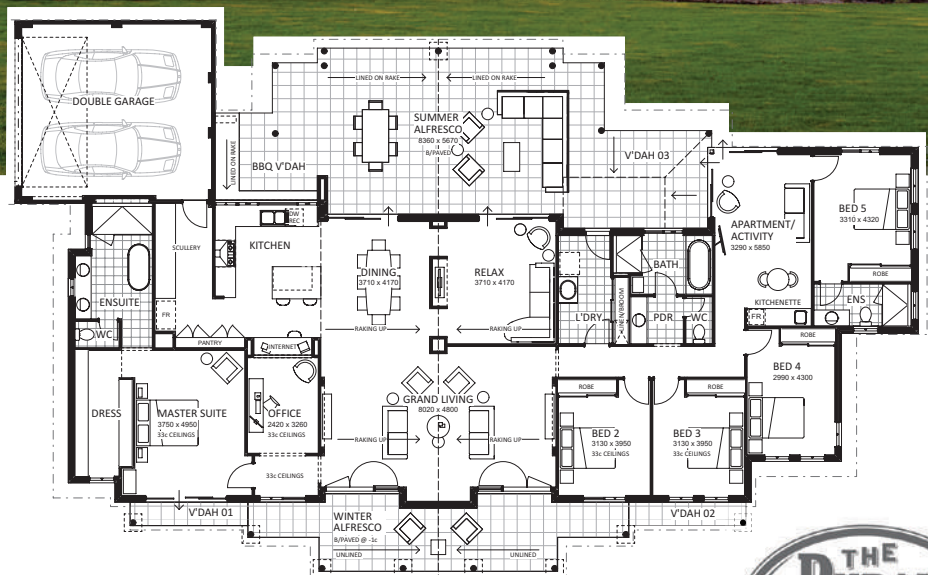 DOUBLE GARAGE
LINED ON RAKE
LINED ON RAKE
SUMMER
ALFRESCO
8360 x 5670
B/PAVED
LINED ON RAKE
BBQ V'DAH
V'DAH 03
APARTMENT/
ACTIVITY
3290 x 5850
BED 5
3310 x 4320
ROBE
SCULLERY
DW
REC
KITCHEN
DINING
3710 x 4170
RELAX
3710 x 4170
BATH
ENSUITE
FR
WC
PANTRY
INTERNET
RAKING UP
RAKING UP
L'DRY
LINEN/BROOM
PDR
WC
KITCHENETTE
FR
ENS
ROBE
BED 4
2990 x 4300
DRESS
MASTER SUITE
3750 x 4950
33c CEILINGS
OFFICE
2420 x 3260
33c CEILINGS
GRAND LIVING
8020 x 4800
RAKING UP
RAKING UP
ROBE
ROBE
BED 2
3130 x 3950
33c CEILINGS
BED 3
3130 x 3950
33c CEILINGS
33c CEILINGS
V'DAH 01
WINTER
ALFRESCO
B/PAVED @ -1c
UNLINED
UNLINED
V'DAH 02
THE